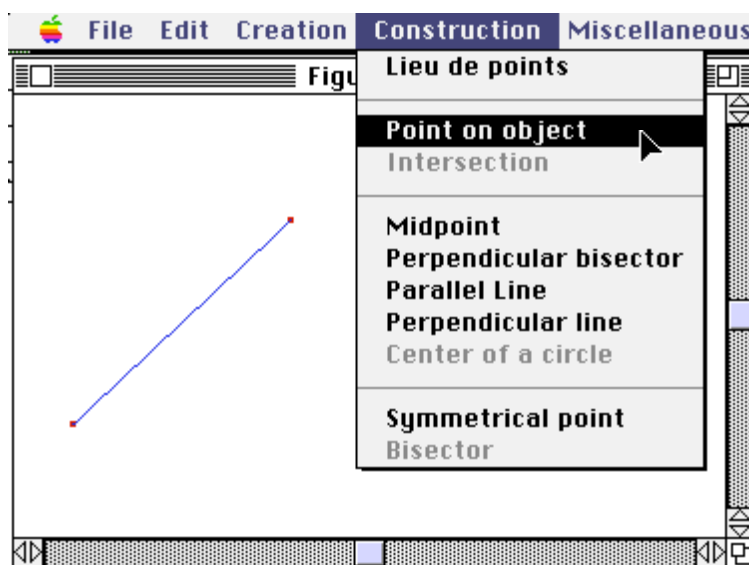 File Edit Creation Construction Miscellaneous
Figu
Lieu de points
Point on object
Intersection
Midpoint
Perpendicular bisector
Parallel Line
Perpendicular line
Center of a circle
Symmetrical point
Bisector